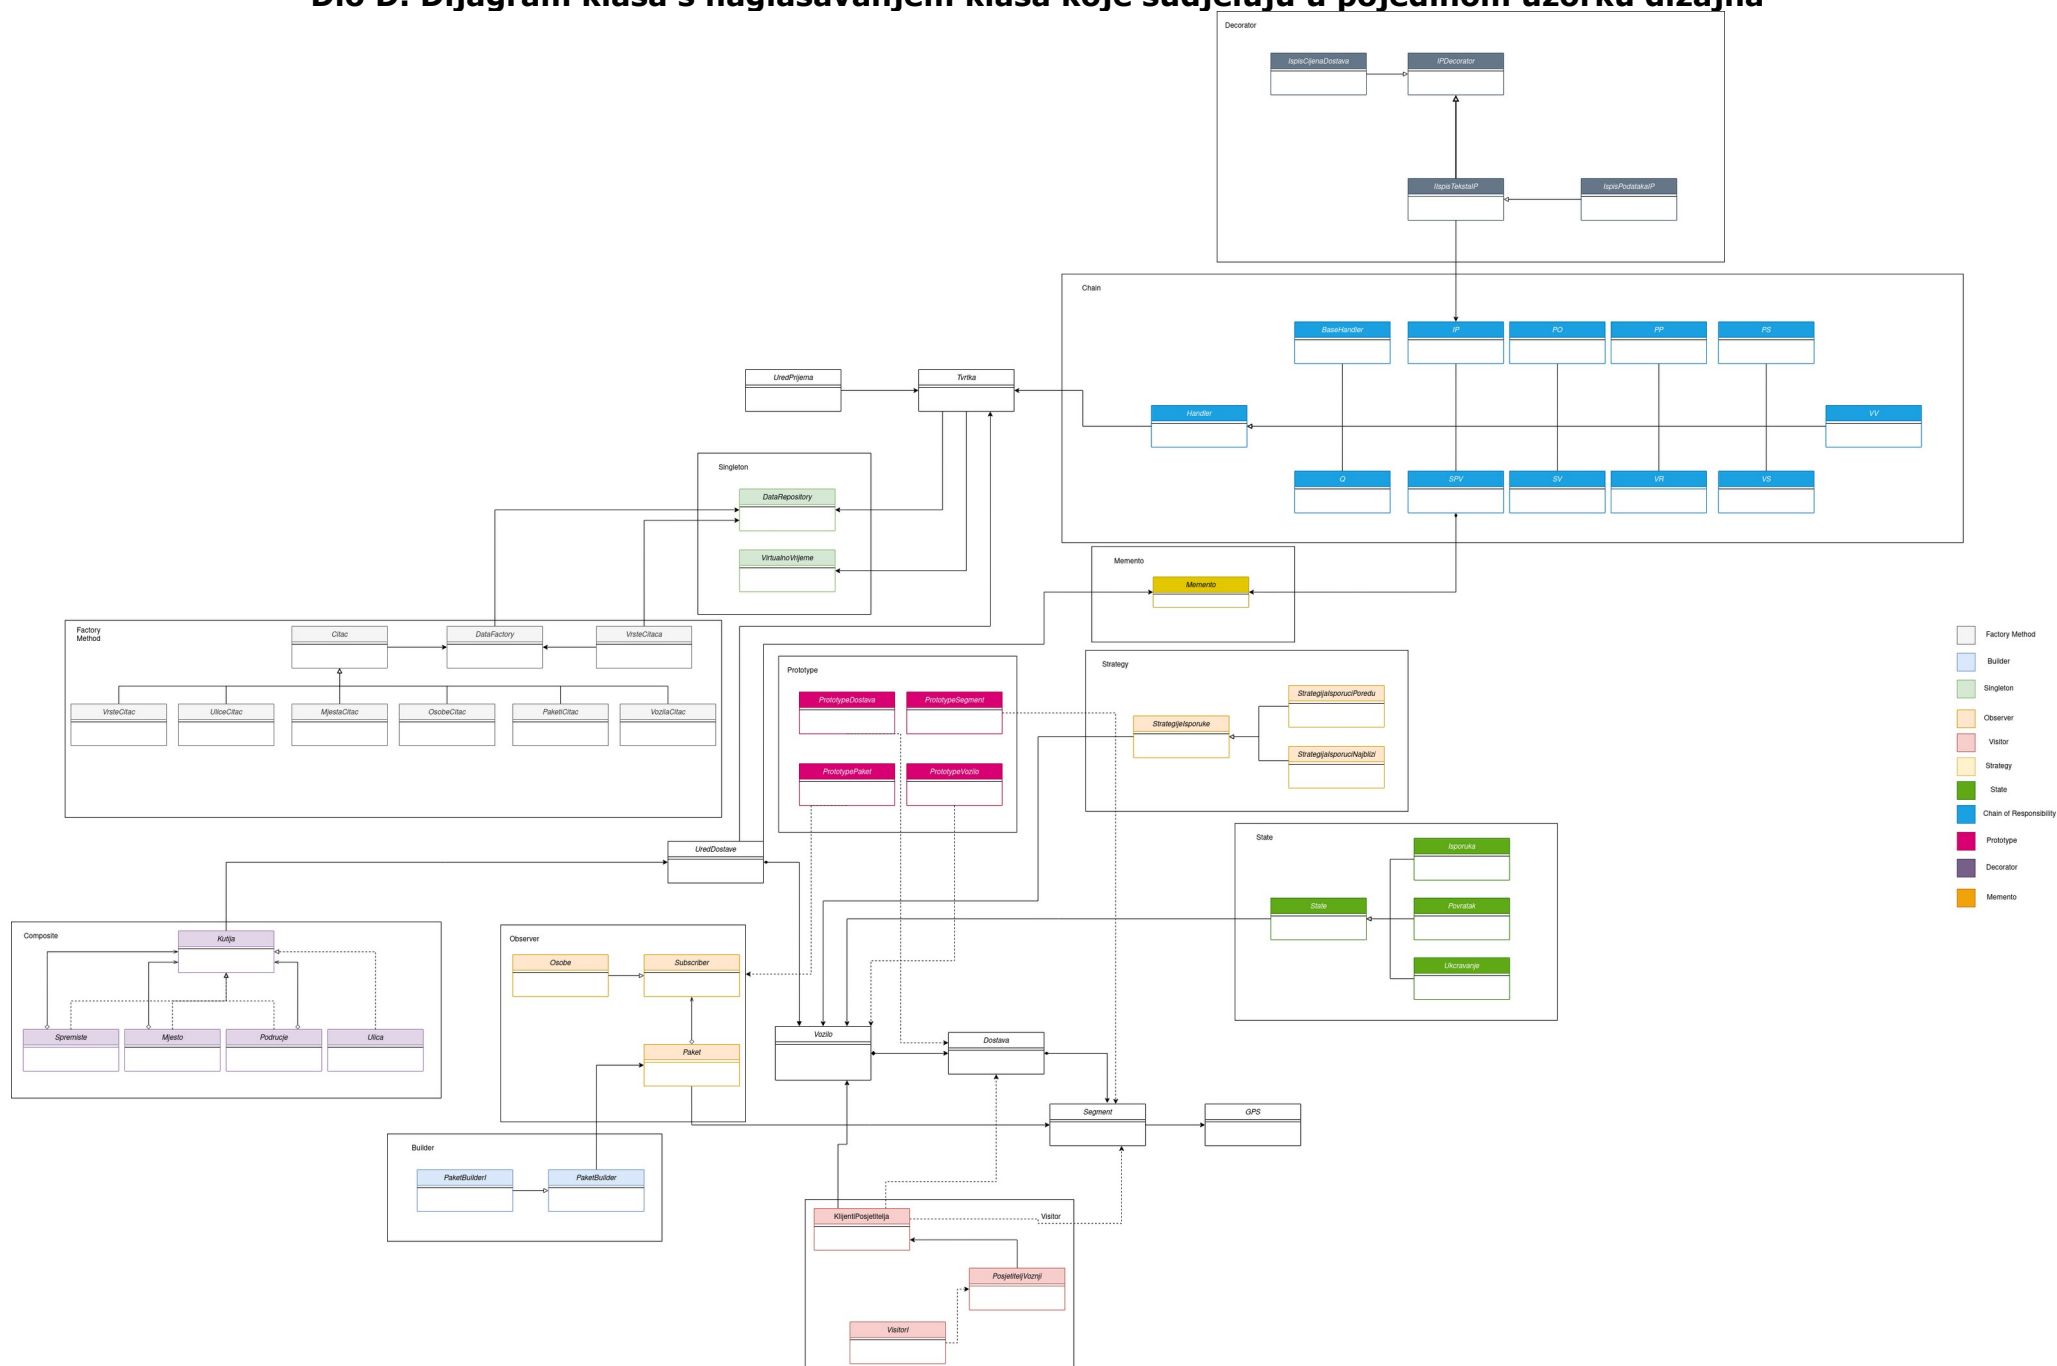 Dio D: Dijagram klasa s naglašavanjem klasa koje sudjeluju u pojedinom uzorku dizajna
Decorator
IspisCijenaDostava
IPDecorator
IIspisTekstaIP
IspisPodatakaIP
Chain
BaseHandler
IP
PO
PP
PS
Handler
VV
Q
SPV
SV
VR
VS
UredPrijema
Tvrtka
Singleton
DataRepository
VirtualnoVrijeme
Memento
Memento
Factory
Method
Citac
DataFactory
VrsteCitaca
VrsteCitac
UliceCitac
MjestaCitac
OsobeCitac
PaketiCitac
VozilaCitac
Prototype
PrototypeDostava
PrototypeSegment
PrototypePaket
PrototypeVozilo
Strategy
StrategijaIsporuciPoredu
StrategijeIsporuke
StrategijaIsporuciNajblizi
Factory Method
Builder
Singleton
Observer
Visitor
Strategy
State
Chain of Responsibility
Prototype
Decorator
Memento
State
Isporuka
State
Povratak
Ukcravanje
UredDostave
Composite
Kutija
Spremiste
Mjesto
Podrucje
Ulica
Observer
Osobe
Subscriber
Paket
Vozilo
Dostava
Segment
GPS
Builder
PaketBuilderI
PaketBuilder
KlijentiPosjetitelja
Visitor
PosjetiteljVoznji
VisitorI